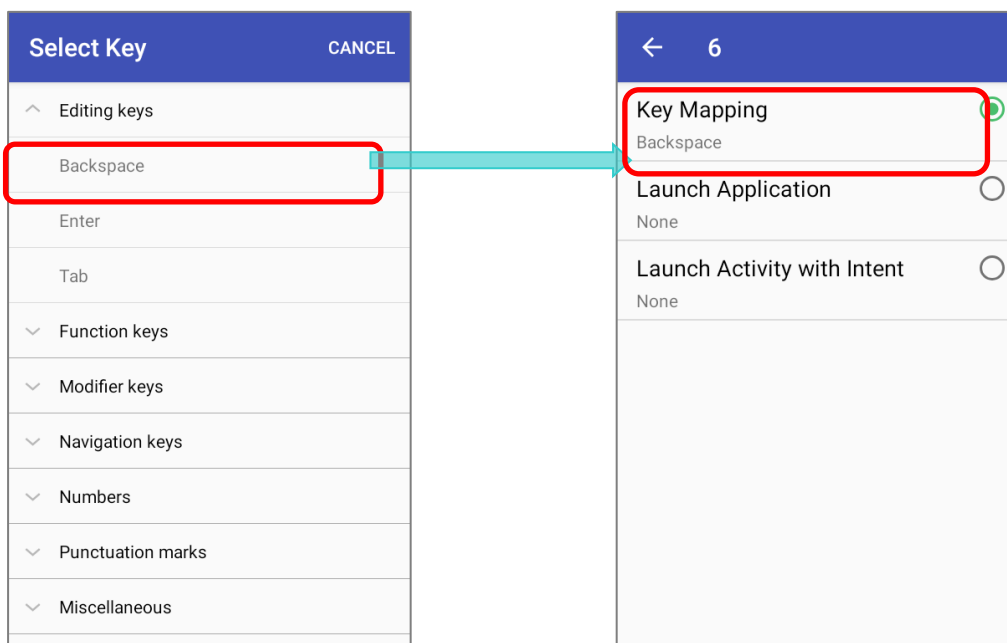 Select Key CANCEL
Editing keys
Backspace
Enter
Tab
Function keys
Modifier keys
Navigation keys
Numbers
Punctuation marks
Miscellaneous
6
Key Mapping
Backspace
Launch Application
None
Launch Activity with Intent
None